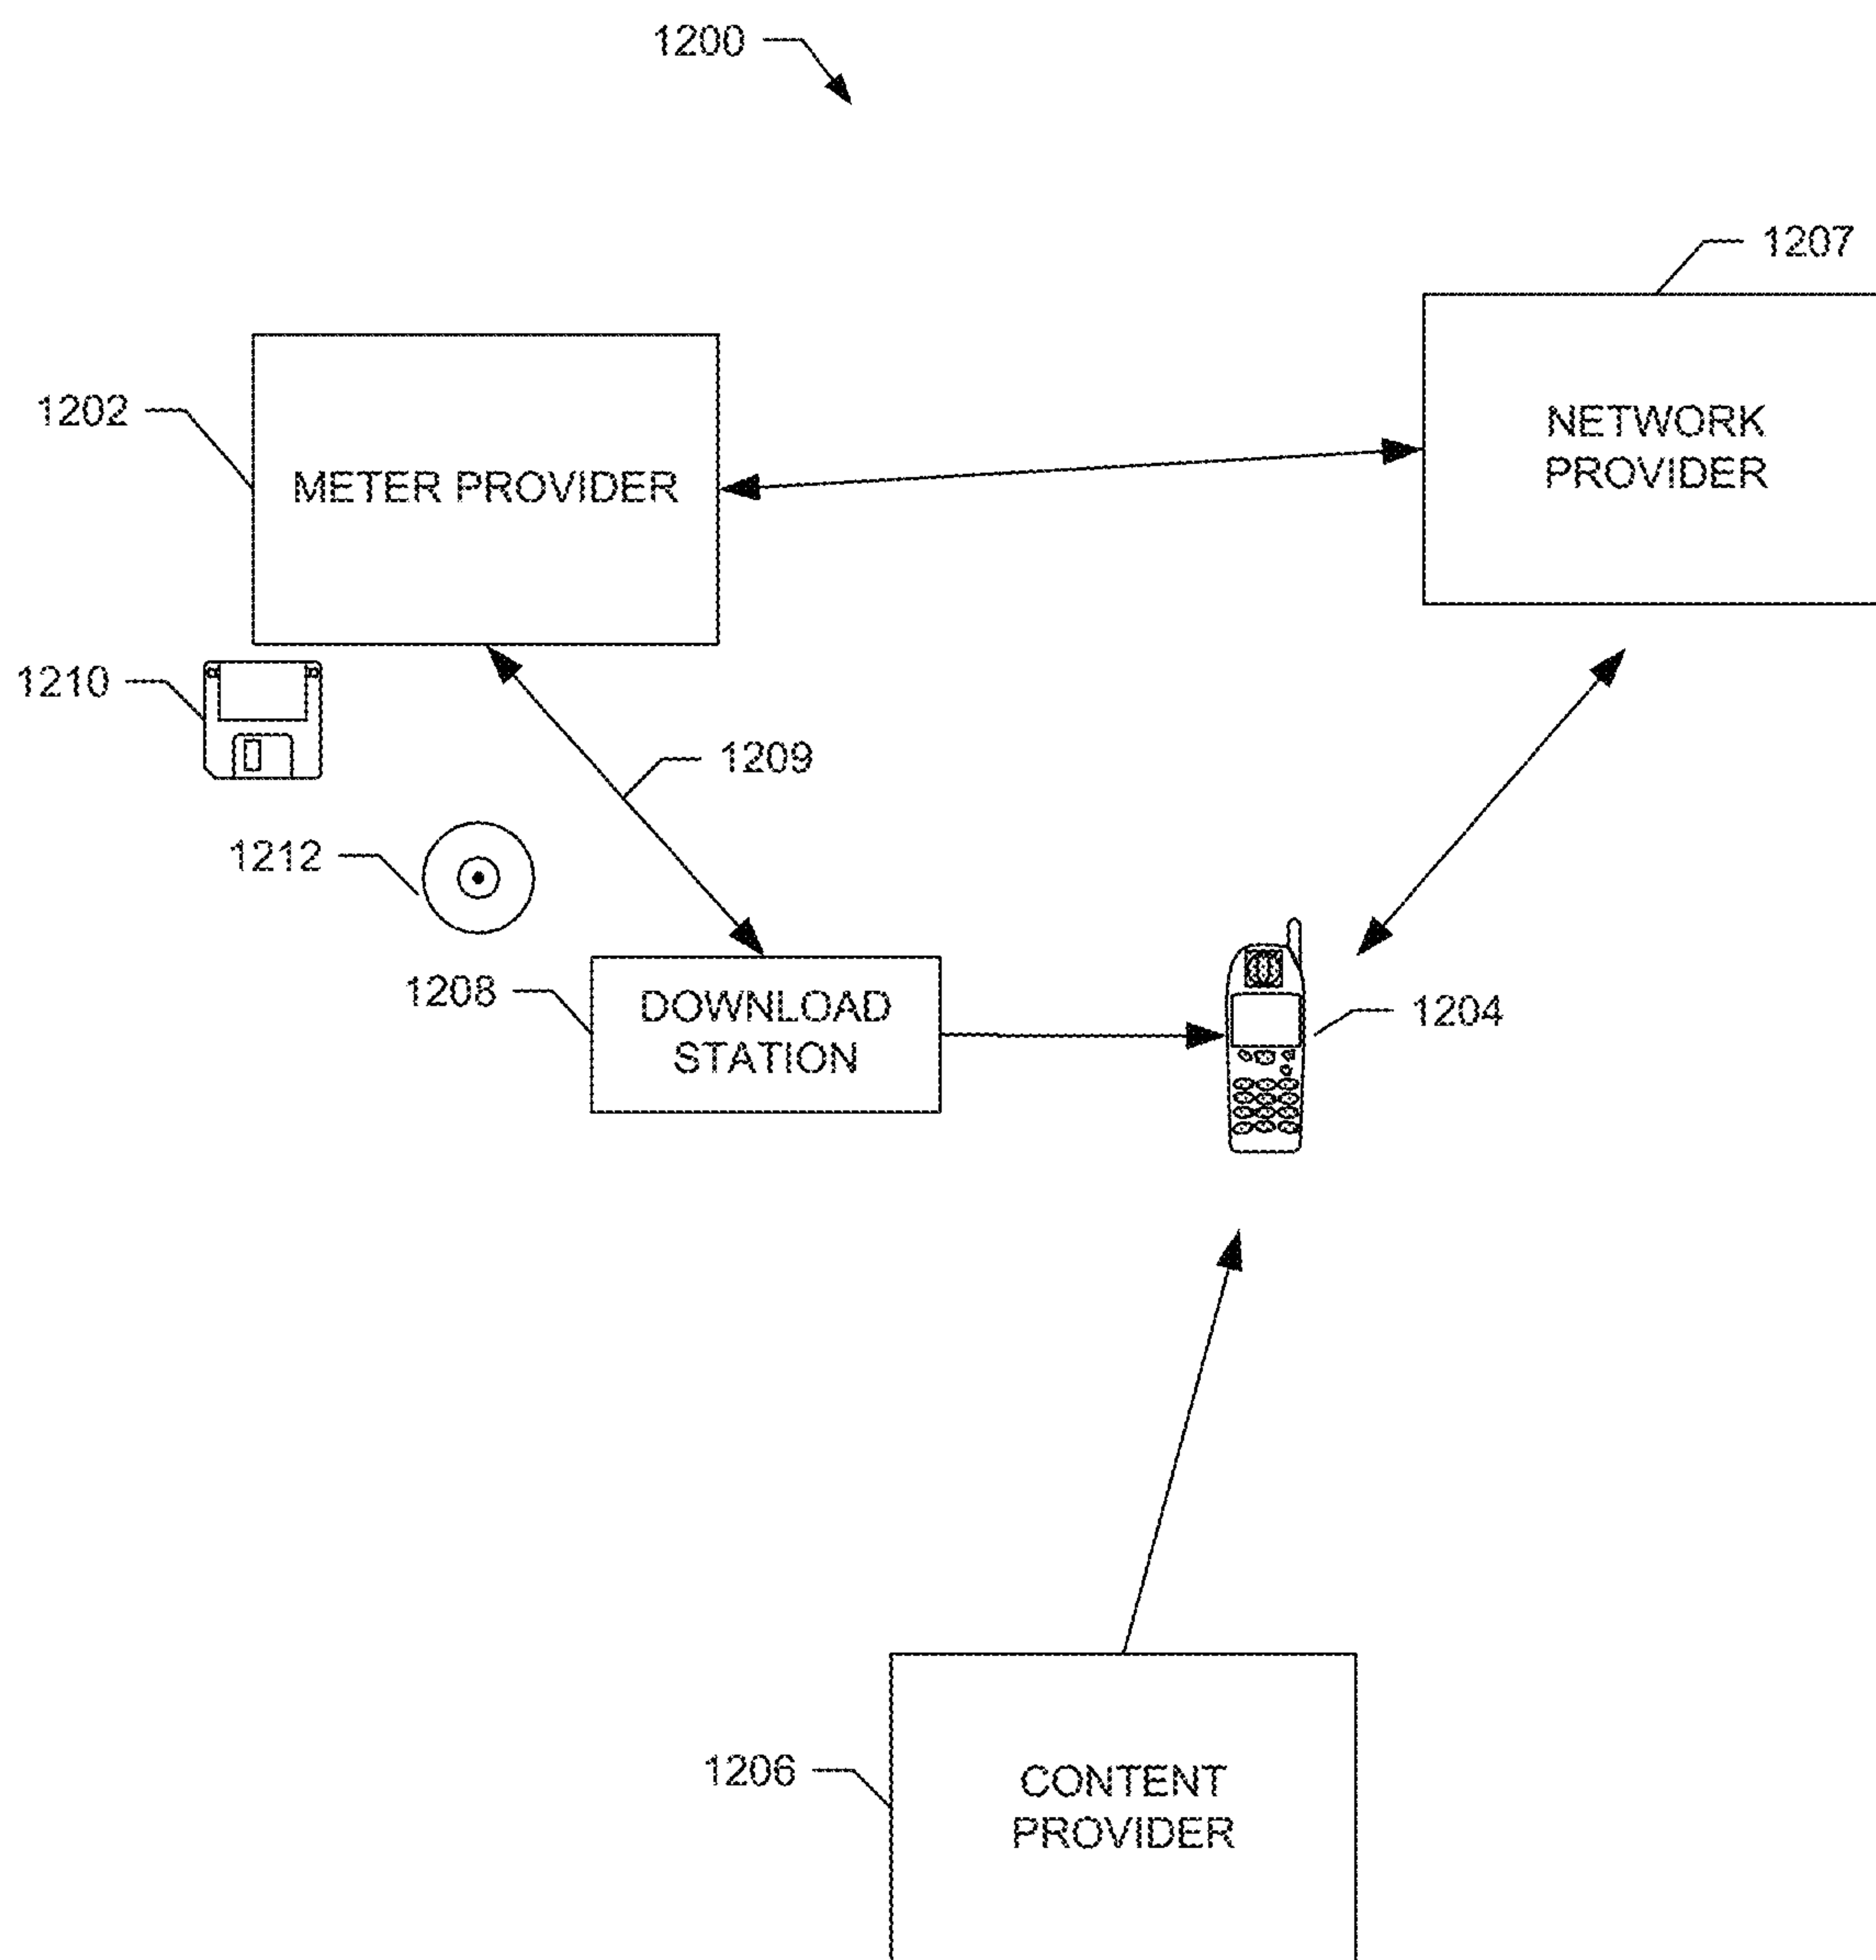 1200
1207
1202
METER PROVIDER
NETWORK
PROVIDER
1210
1209
1212
1208
DOWNLOAD
STATION
1204
1206
CONTENT
PROVIDER